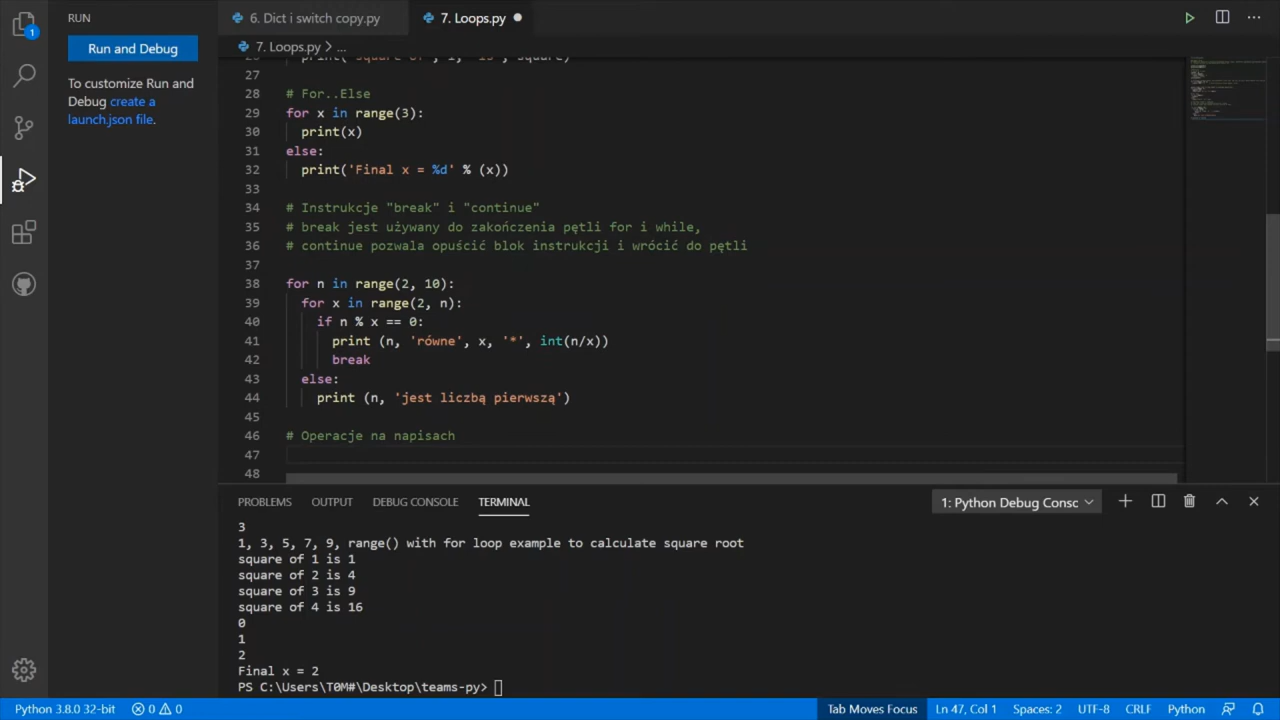 RUN
Run and Debug
To customize Run and
Debug create a
launch.json file.
1
6. Dict i switch copy.py
7. Loops.py
7. Loops.py > ...
27
28 # For..Else
29 for x in range(3):
30 print(x)
31 else:
32 print('Final x = %d' % (x))
33
34 # Instrukcje "break" i "continue"
35 # break jest używany do zakończenia pętli for i while,
36 # continue pozwala opuścić blok instrukcji i wrócić do pętli
37
38 for n in range(2, 10):
39 for x in range(2, n):
40 if n % x == 0:
41 print (n, 'równe', x, '*', int(n/x))
42 break
43 else:
44 print (n, 'jest liczbą pierwszą')
45
46 # Operacje na napisach
47
48
PROBLEMS OUTPUT DEBUG CONSOLE TERMINAL 1: Python Debug Consc
3
1, 3, 5, 7, 9, range() with for loop example to calculate square root
square of 1 is 1
square of 2 is 4
square of 3 is 9
square of 4 is 16
0
1
2
Final x = 2
PS C:\Users\T0M#\Desktop\teams-py>
Python 3.8.0 32-bit 0 0 Tab Moves Focus Ln 47, Col 1 Spaces: 2 UTF-8 CRLF Python